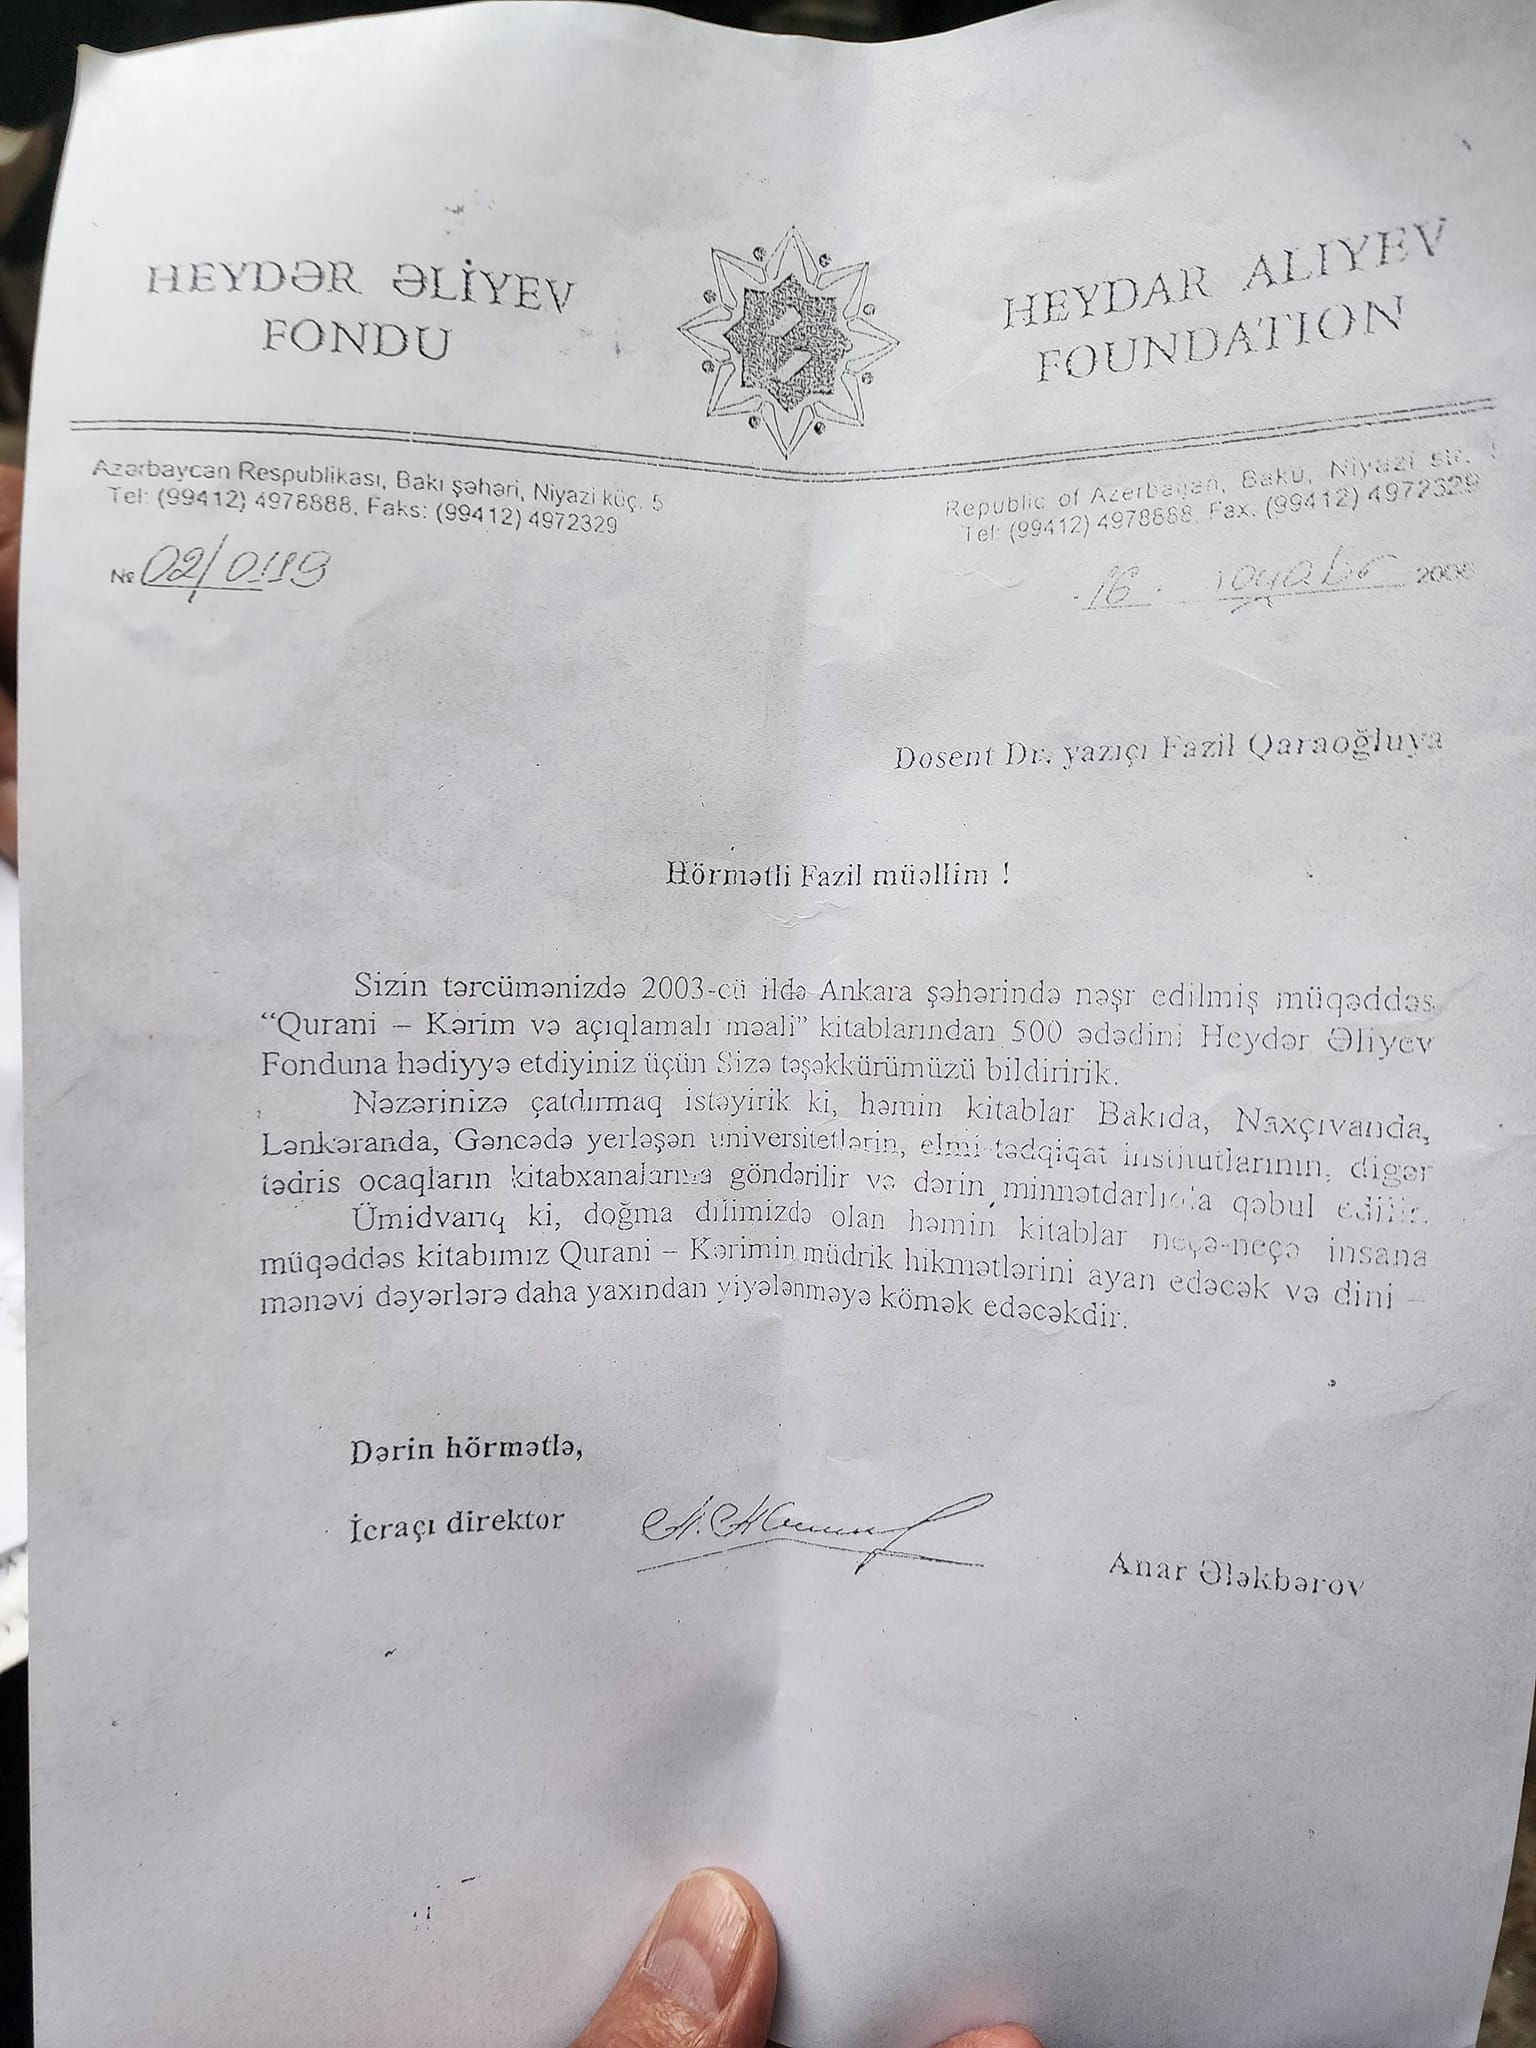 HEYDƏR ƏLİYEV
FONDU
HEYDAR ALIYEV
FOUNDATION
Azərbaycan Respublikası, Bakı şəhəri, Niyazi küç. 5
Tel: (99412) 4978888, Faks: (99412) 4972329
Republic of Azerbaijan, Baku, Niyazi str.
Tel: (99412) 4978888, Fax: (99412) 4972329
№ 02/0119
16 noyabr
Dosent Dr. yazıçı Fazil Qaraoğluya
Hörmətli Fazil müəllim !
Sizin tərcümənizdə 2003-cü ildə Ankara şəhərində nəşr edilmiş müqəddəs
“Qurani – Kərim və açıqlamalı məali” kitablarından 500 ədədini Heydər Əliyev
Fonduna hədiyyə etdiyiniz üçün Sizə təşəkkürümüzü bildiririk.
Nəzərinizə çatdırmaq istəyirik ki, həmin kitablar Bakıda, Naxçıvanda,
Lənkəranda, Gəncədə yerləşən universitetlərin, elmi-tədqiqat institutlarının, digər
tədris ocaqların kitabxanalarına göndərilir və dərin minnətdarlıqla qəbul edilir.
Ümidvarıq ki, doğma dilimizdə olan həmin kitablar neçə-neçə insana
müqəddəs kitabımız Qurani – Kərimin müdrik hikmətlərini ayan edəcək və dini –
mənəvi dəyərlərə daha yaxından yiyələnməyə kömək edəcəkdir.
Dərin hörmətlə,
İcraçı direktor
Anar Ələkbərov